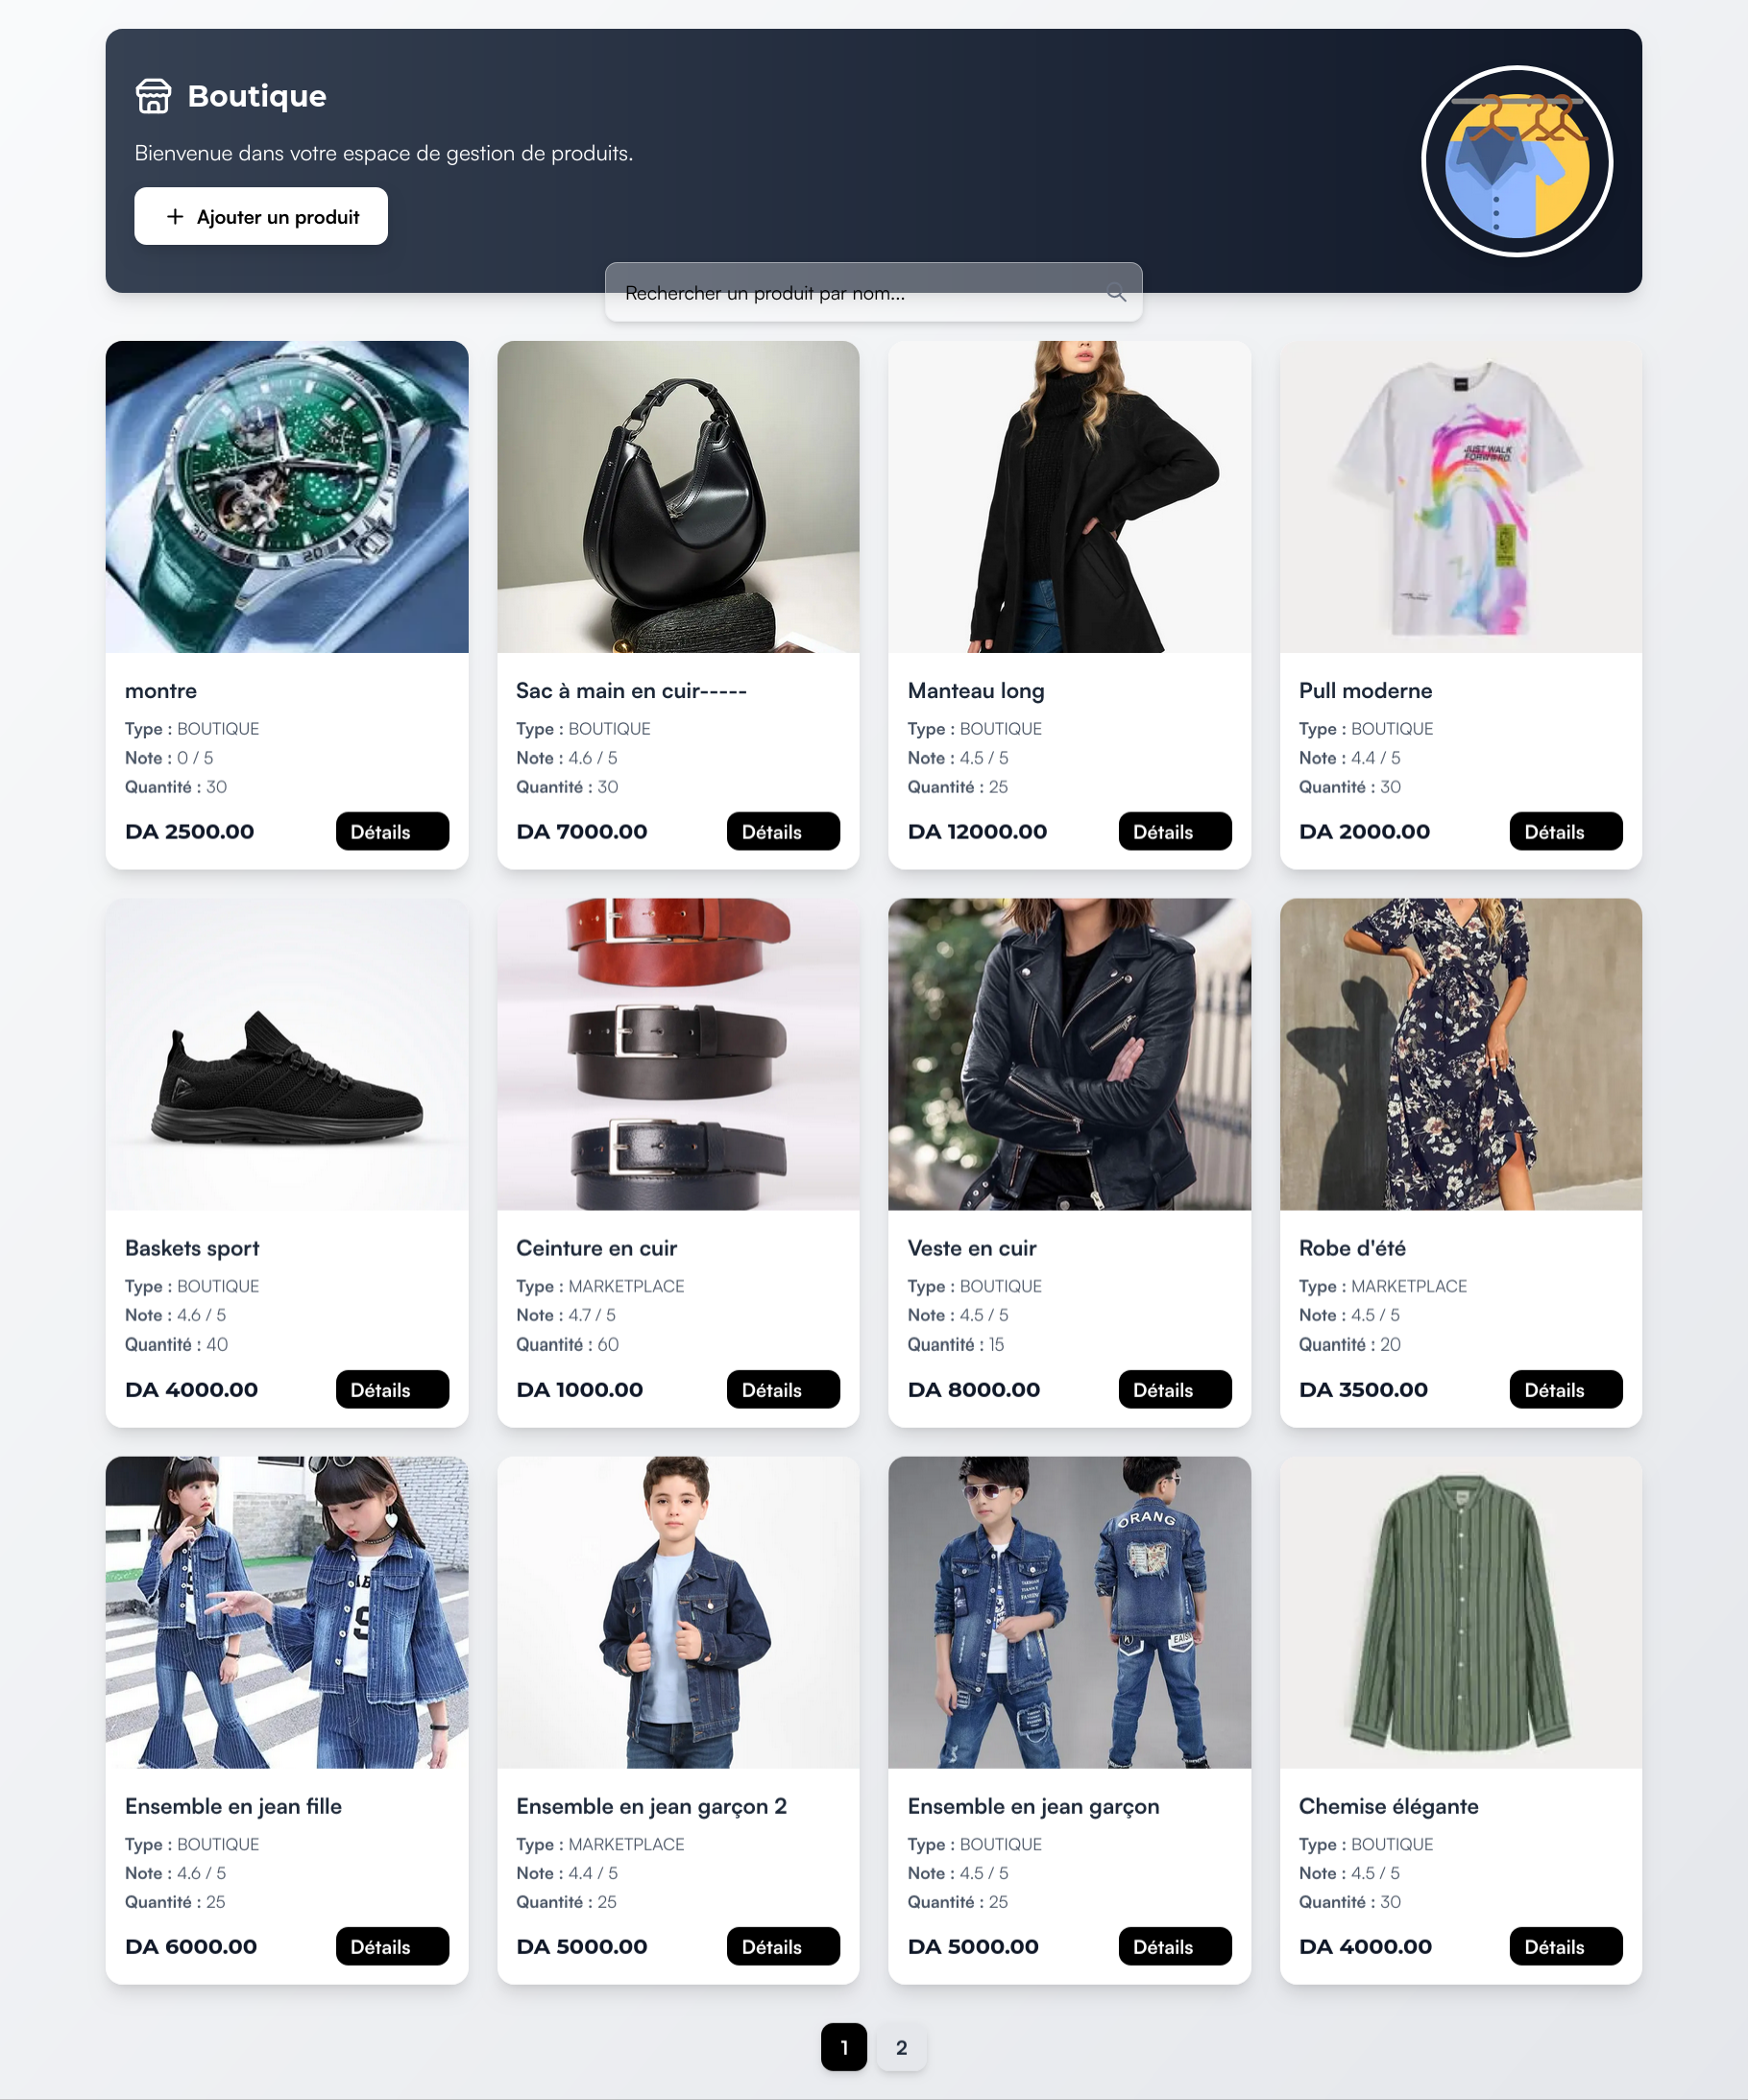 Boutique
Bienvenue dans votre espace de gestion de produits.
Ajouter un produit
Rechercher un produit par nom...
JUST WALK
FORW RD.
montre
Type : BOUTIQUE
Note : 0 / 5
Quantité : 30
DA 2500.00
Détails
Sac à main en cuir-----
Type : BOUTIQUE
Note : 4.6 / 5
Quantité : 30
DA 7000.00
Détails
Manteau long
Type : BOUTIQUE
Note : 4.5 / 5
Quantité : 25
DA 12000.00
Détails
Pull moderne
Type : BOUTIQUE
Note : 4.4 / 5
Quantité : 30
DA 2000.00
Détails
Baskets sport
Type : BOUTIQUE
Note : 4.6 / 5
Quantité : 40
DA 4000.00
Détails
Ceinture en cuir
Type : MARKETPLACE
Note : 4.7 / 5
Quantité : 60
DA 1000.00
Détails
Veste en cuir
Type : BOUTIQUE
Note : 4.5 / 5
Quantité : 15
DA 8000.00
Détails
Robe d'été
Type : MARKETPLACE
Note : 4.5 / 5
Quantité : 20
DA 3500.00
Détails
ORANG
Ensemble en jean fille
Type : BOUTIQUE
Note : 4.6 / 5
Quantité : 25
DA 6000.00
Détails
Ensemble en jean garçon 2
Type : MARKETPLACE
Note : 4.4 / 5
Quantité : 25
DA 5000.00
Détails
Ensemble en jean garçon
Type : BOUTIQUE
Note : 4.5 / 5
Quantité : 25
DA 5000.00
Détails
Chemise élégante
Type : BOUTIQUE
Note : 4.5 / 5
Quantité : 30
DA 4000.00
Détails
1
2